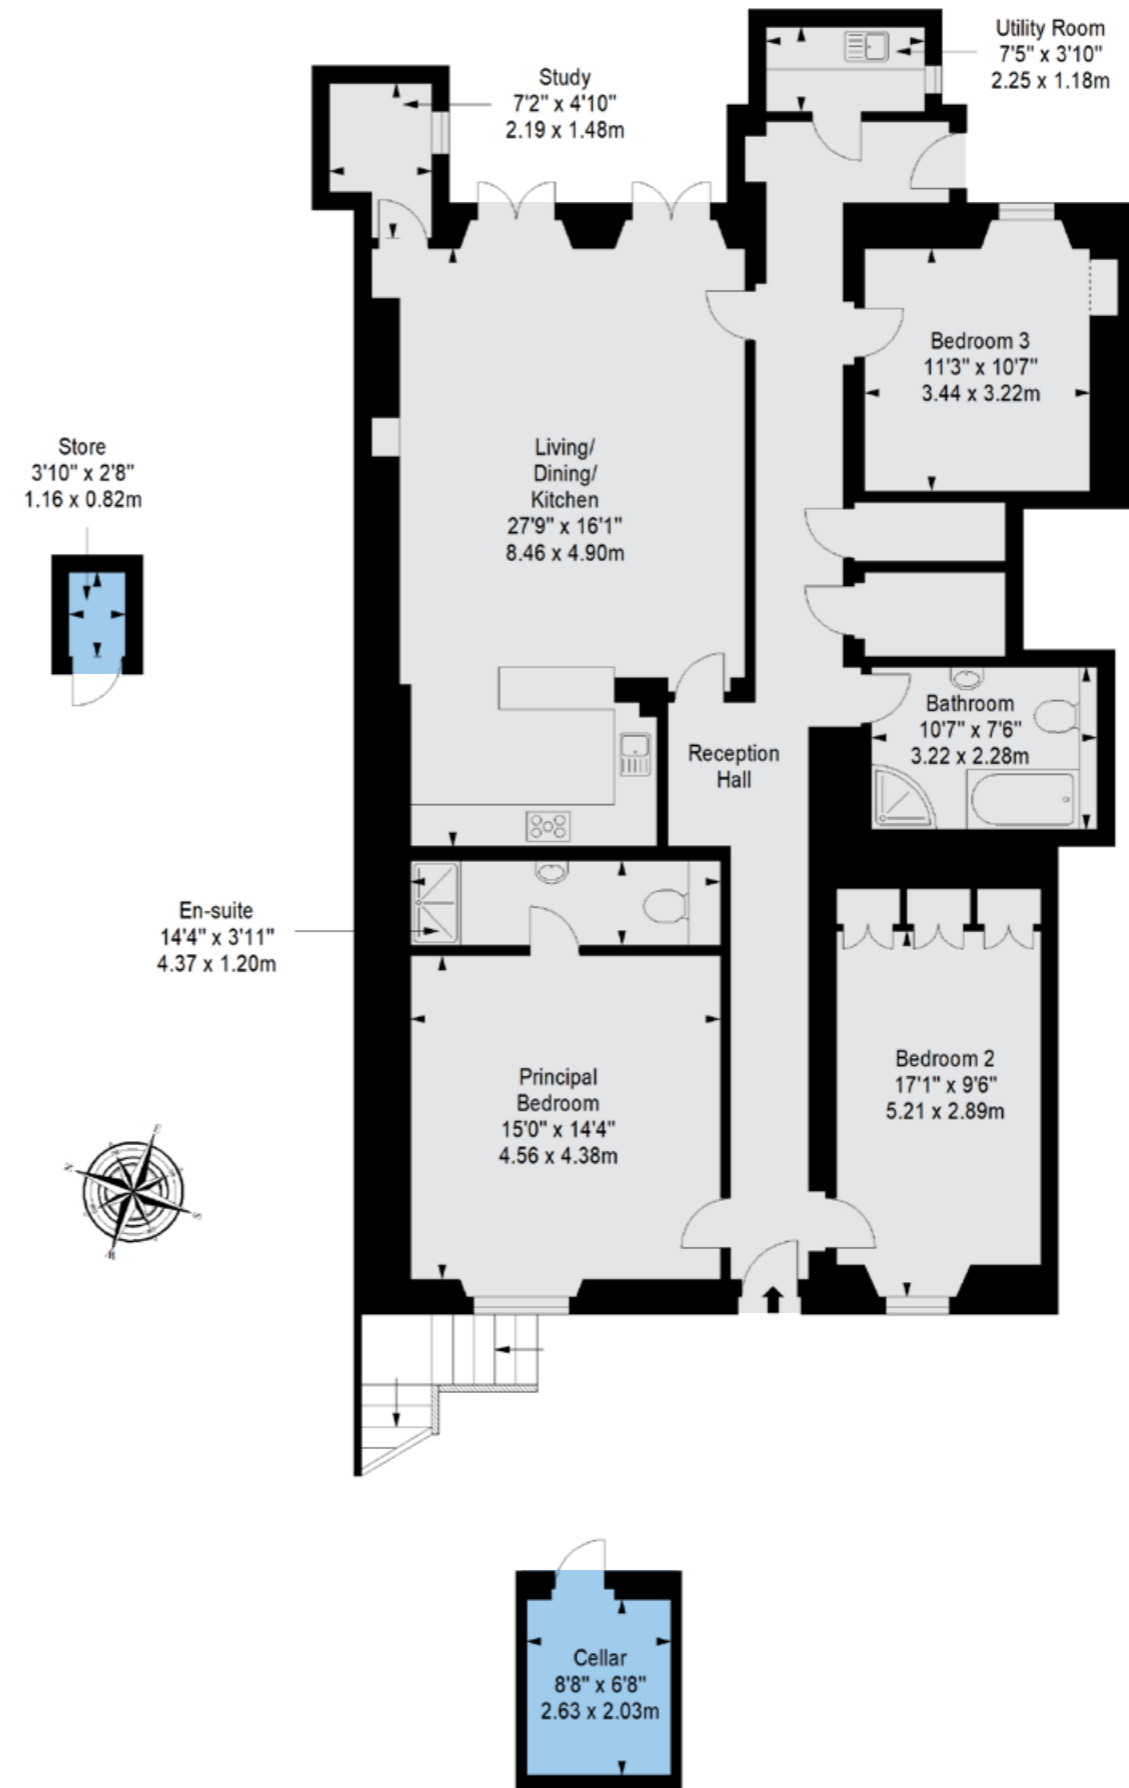 Utility Room
7'5" x 3'10"
2.25 x 1.18m
Study
7'2" x 4'10"
2.19 x 1.48m
Bedroom 3
11'3" x 10'7"
3.44 x 3.22m
Store
3'10" x 2'8"
1.16 x 0.82m
Living/
Dining/
Kitchen
27'9" x 16'1"
8.46 x 4.90m
Bathroom
10'7" x 7'6"
3.22 x 2.28m
Reception
Hall
En-suite
14'4" x 3'11"
4.37 x 1.20m
Principal
Bedroom
15'0" x 14'4"
4.56 x 4.38m
Bedroom 2
17'1" x 9'6"
5.21 x 2.89m
E
N
S
W
Cellar
8'8" x 6'8"
2.63 x 2.03m